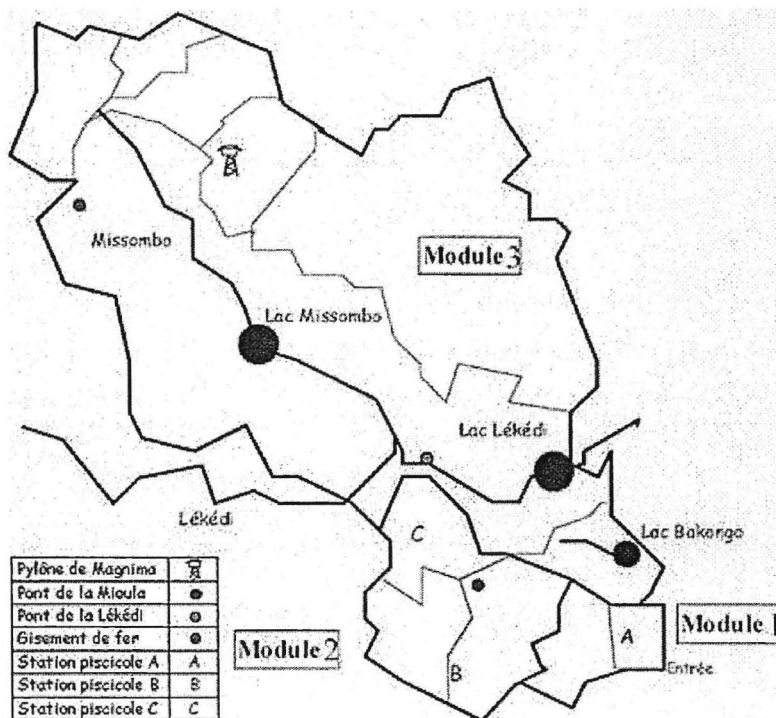 Missombo
Module 3
Lac Missombo
Lac Lékédi
Lékédi
C
Lac Bakongo
Module 2
B
A
Module 1
Entrée
Pylône de Magnima
Pont de la Mioula
Pont de la Lékédi
Gisement de fer
Station piscicole A A
Station piscicole B B
Station piscicole C C